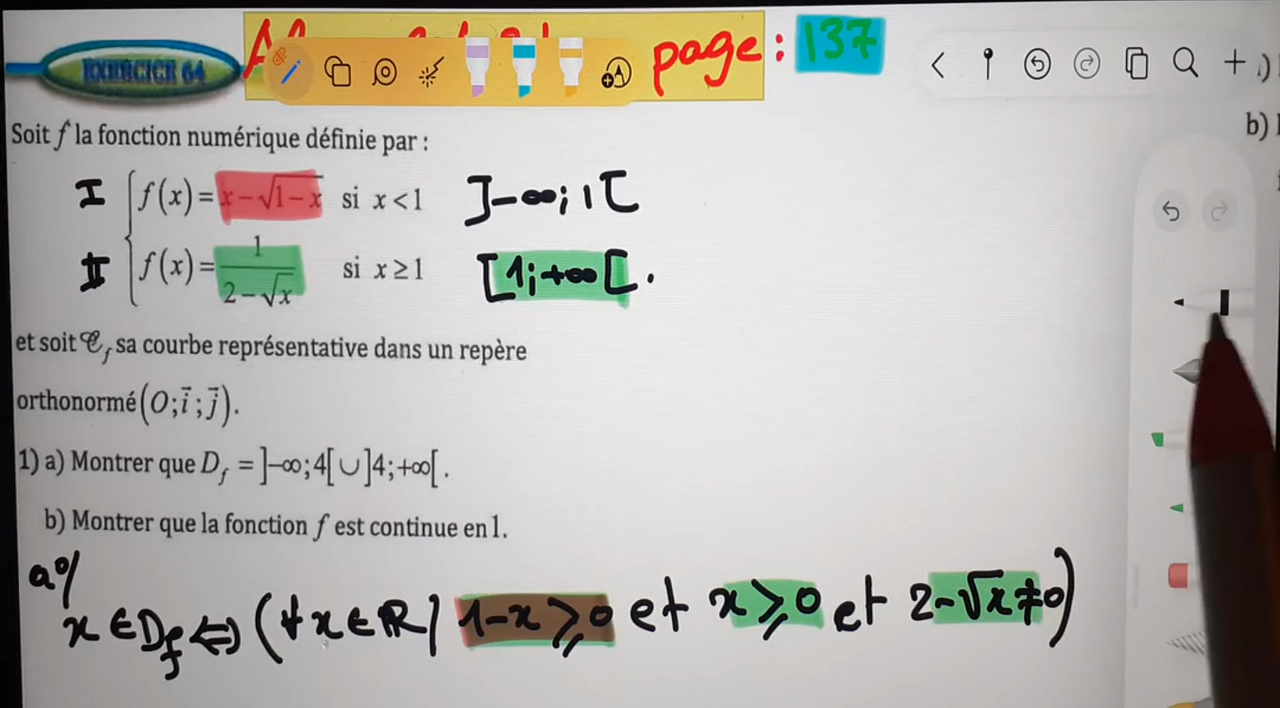 page: 137
EXERCICE 64
b)
Soit f la fonction numérique définie par :
I f(x) = x − √(1−x) si x < 1 ]−∞; 1[
II f(x) = 1/(2−√x) si x ≥ 1 [1; +∞[.
et soit 𝒞f sa courbe représentative dans un repère
orthonormé (O; i⃗ ; j⃗).
1) a) Montrer que Df = ]−∞; 4[ ∪ ]4; +∞[ .
b) Montrer que la fonction f est continue en 1.
a%
x ∈ Df ⇔ (∀x ∈ ℝ / 1−x ⩾ 0 et x ⩾ 0 et 2−√x ≠ 0)